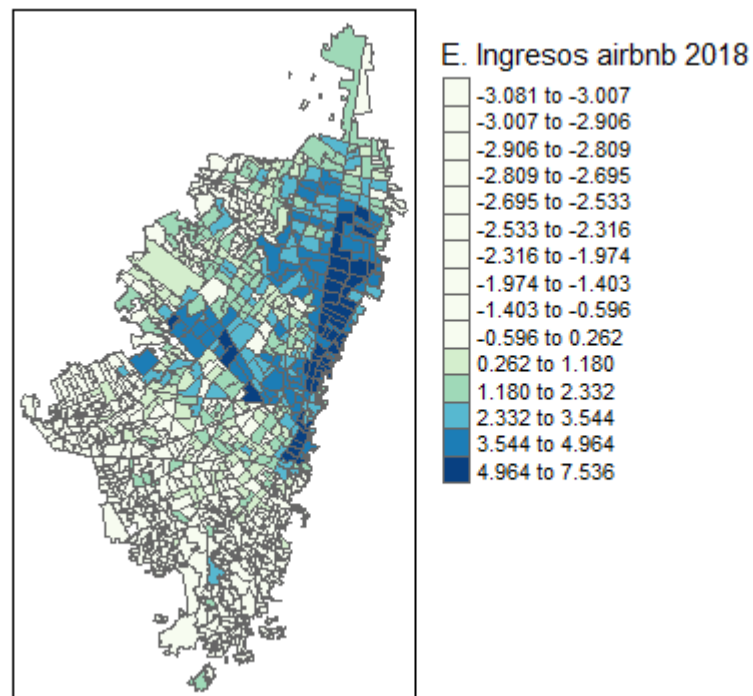 E. Ingresos airbnb 2018
-3.081 to -3.007
-3.007 to -2.906
-2.906 to -2.809
-2.809 to -2.695
-2.695 to -2.533
-2.533 to -2.316
-2.316 to -1.974
-1.974 to -1.403
-1.403 to -0.596
-0.596 to 0.262
0.262 to 1.180
1.180 to 2.332
2.332 to 3.544
3.544 to 4.964
4.964 to 7.536